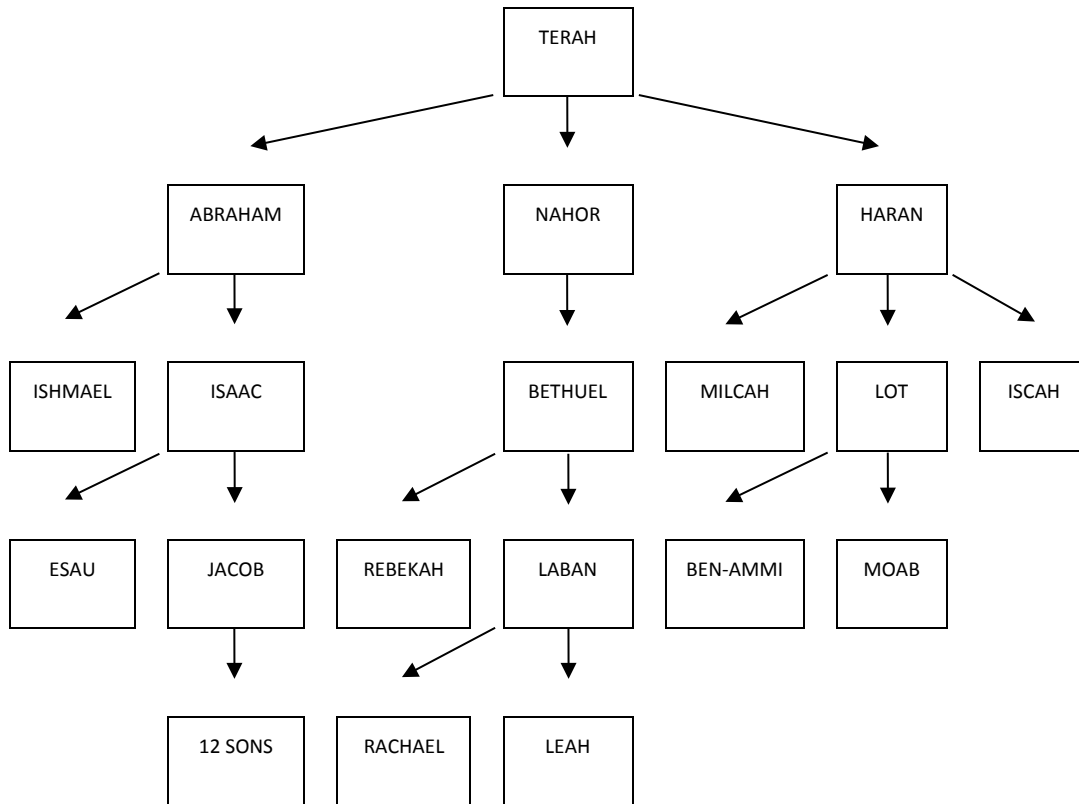 TERAH
ABRAHAM
NAHOR
HARAN
ISHMAEL
ISAAC
BETHUEL
MILCAH
LOT
ISCAH
ESAU
JACOB
REBEKAH
LABAN
BEN-AMMI
MOAB
12 SONS
RACHAEL
LEAH